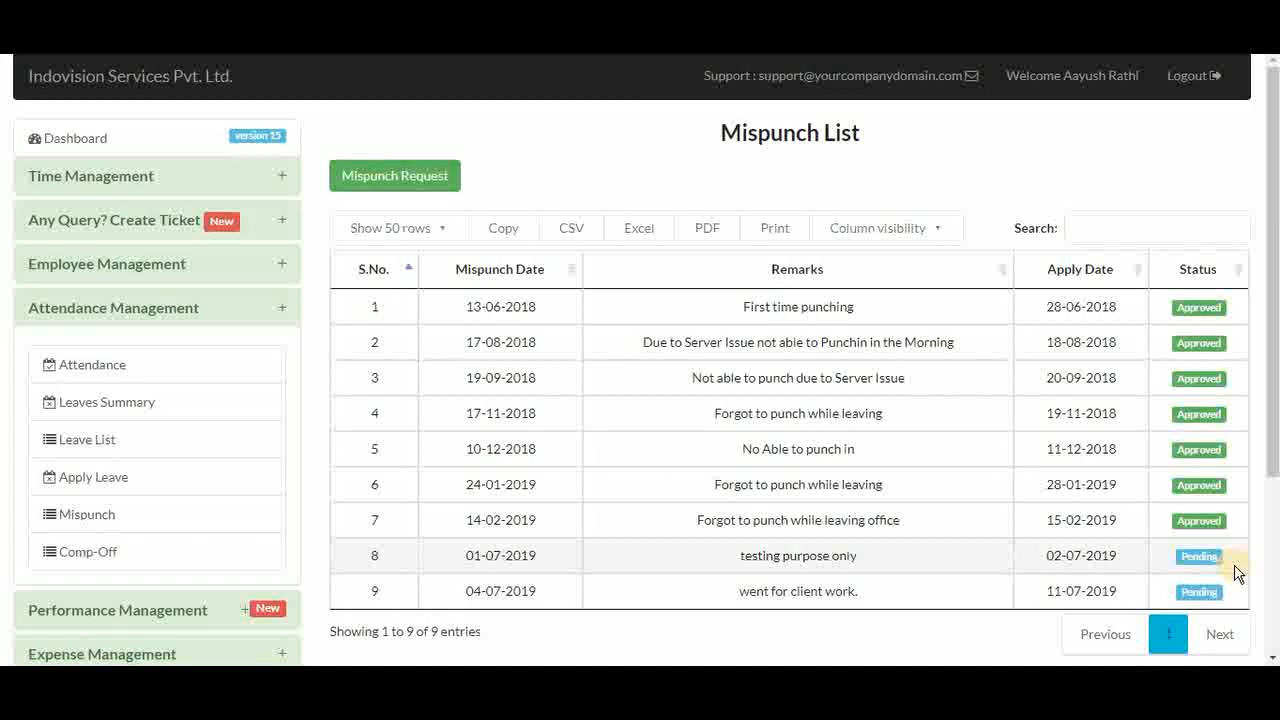 Indovision Services Pvt. Ltd. Support : support@yourcompanydomain.com Welcome Aayush Rathi Logout
Dashboard version 15
Time Management +
Any Query? Create Ticket New +
Employee Management +
Attendance Management +
Attendance
Leaves Summary
Leave List
Apply Leave
Mispunch
Comp-Off
Performance Management + New
Expense Management +
Mispunch List
Mispunch Request
Show 50 rows Copy CSV Excel PDF Print Column visibility Search:
S.No. Mispunch Date Remarks Apply Date Status
1 13-06-2018 First time punching 28-06-2018 Approved
2 17-08-2018 Due to Server Issue not able to Punchin in the Morning 18-08-2018 Approved
3 19-09-2018 Not able to punch due to Server Issue 20-09-2018 Approved
4 17-11-2018 Forgot to punch while leaving 19-11-2018 Approved
5 10-12-2018 No Able to punch in 11-12-2018 Approved
6 24-01-2019 Forgot to punch while leaving 28-01-2019 Approved
7 14-02-2019 Forgot to punch while leaving office 15-02-2019 Approved
8 01-07-2019 testing purpose only 02-07-2019 Pending
9 04-07-2019 went for client work. 11-07-2019 Pending
Showing 1 to 9 of 9 entries Previous 1 Next